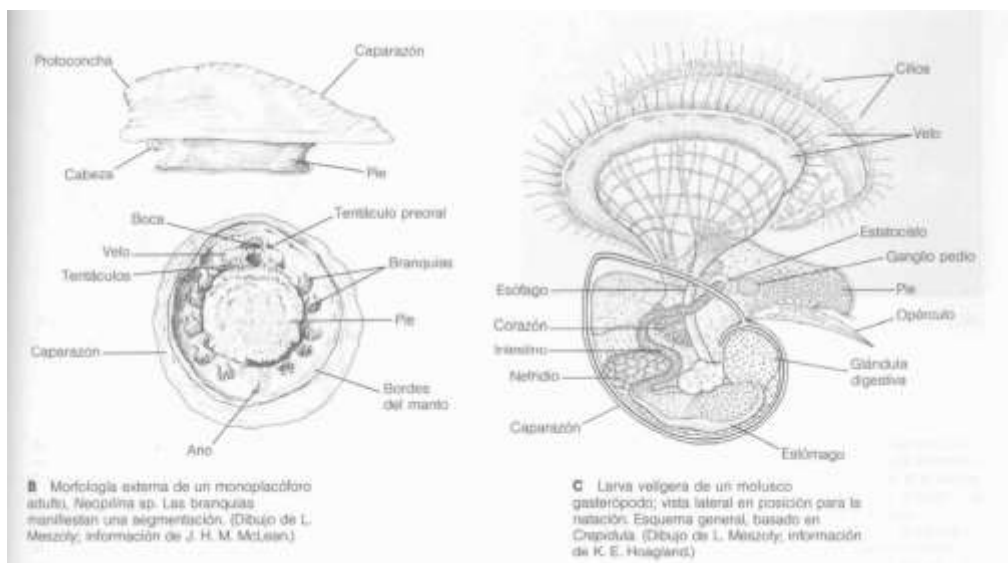 Protoconcha
Caparazón
Cabeza
Pie
Boca
Tentáculo preoral
Velo
Tentáculos
Branquias
Pie
Caparazón
Bordes
del manto
Ano
B Morfología externa de un monoplacóforo
adulto, Neopilina sp. Las branquias
manifiestan una segmentación. (Dibujo de L.
Meszoly; información de J. H. M. McLean.)
Cilios
Velo
Estatocisto
Ganglio pedio
Pie
Opérculo
Esófago
Corazón
Intestino
Nefridio
Glándula
digestiva
Caparazón
Estómago
C Larva velígera de un molusco
gasterópodo; vista lateral en posición para la
natación. Esquema general, basado en
Crepidula. (Dibujo de L. Meszoly; información
de K. E. Hoagland.)